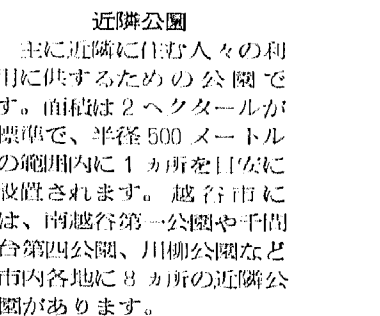 近隣公園
主に近隣に住む人々の利
用に供するための公園で
す。面積は2ヘクタールが
標準で、半径500メートル
の範囲内に1ヵ所を目安に
設置されます。越谷市に
は、南越谷第一公園や千間
台第四公園、川柳公園など
市内各地に8ヵ所の近隣公
園があります。